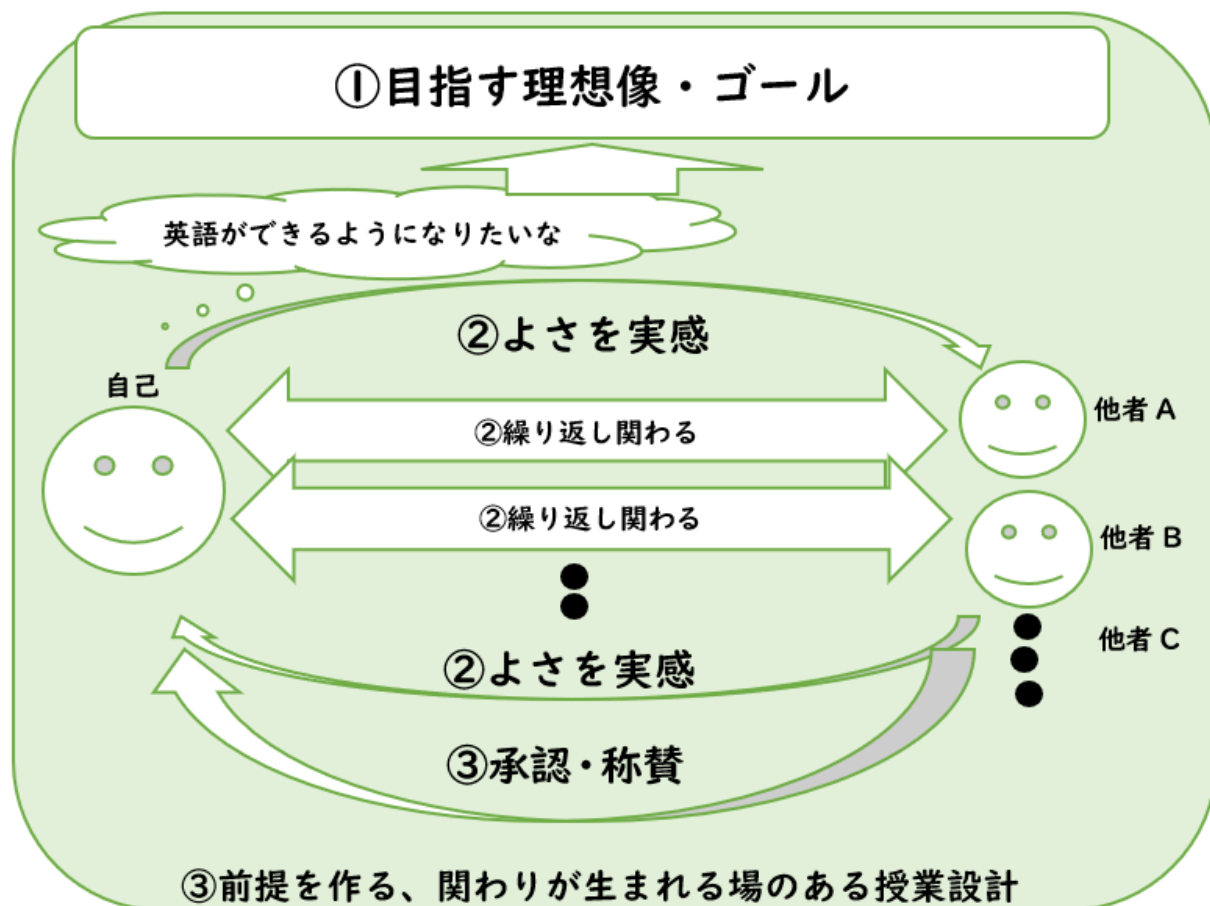 ①目指す理想像・ゴール
英語ができるようになりたいな
②よさを実感
自己
他者 A
②繰り返し関わる
②繰り返し関わる
他者 B
他者 C
②よさを実感
③承認・称賛
③前提を作る、関わりが生まれる場のある授業設計